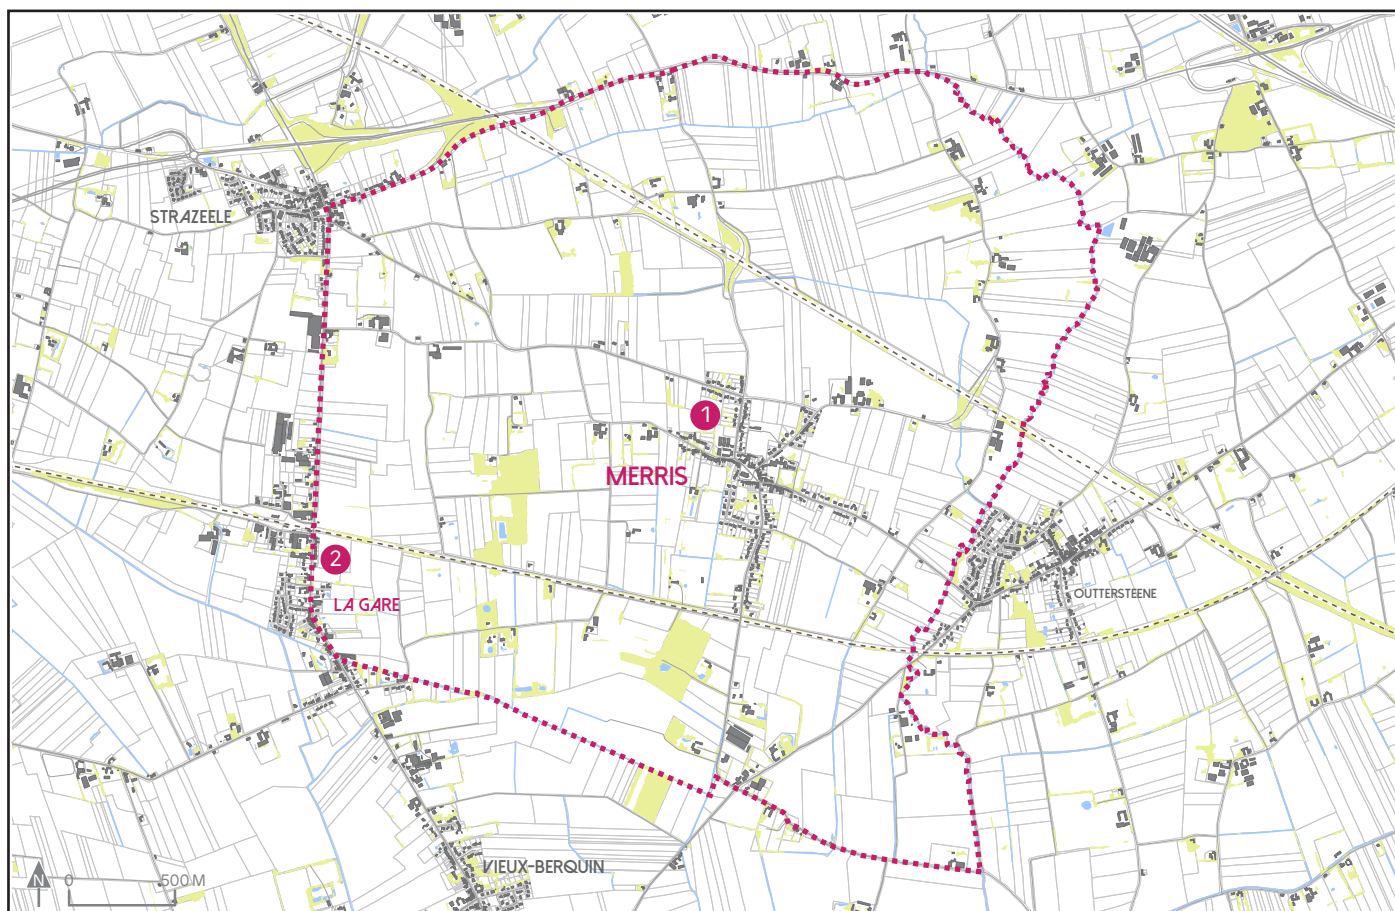 STRAZEELE
1
MERRIS
2
LA GARE
OUTTERSTEENE
VIEUX-BERQUIN
N 0 500 M